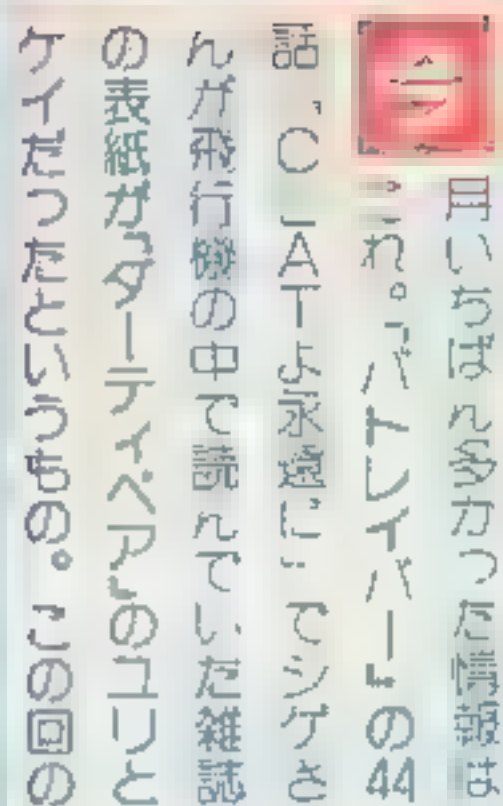 月いちばん多かった情報は
これ。『パトレイバー』の44
話「CLATよ永遠に」でシゲさ
んが飛行機の中で読んでいた雑誌
の表紙が『ダーティペア』のユリと
ケイだったというもの。この回の